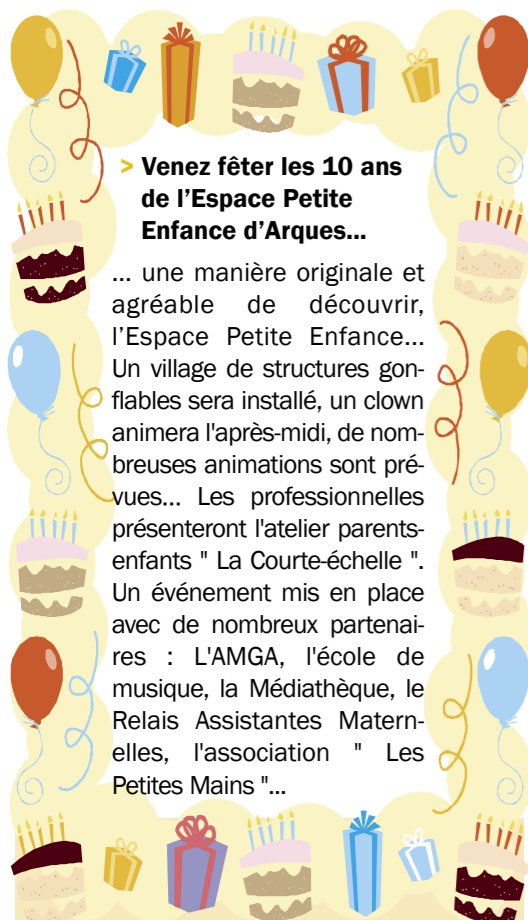 > Venez fêter les 10 ans
de l'Espace Petite
Enfance d'Arques...
... une manière originale et
agréable de découvrir,
l'Espace Petite Enfance...
Un village de structures gon-
flables sera installé, un clown
animera l'après-midi, de nom-
breuses animations sont pré-
vues... Les professionnelles
présenteront l'atelier parents-
enfants " La Courte-échelle ".
Un événement mis en place
avec de nombreux partenai-
res : L'AMGA, l'école de
musique, la Médiathèque, le
Relais Assistantes Matern-
elles, l'association " Les
Petites Mains "...